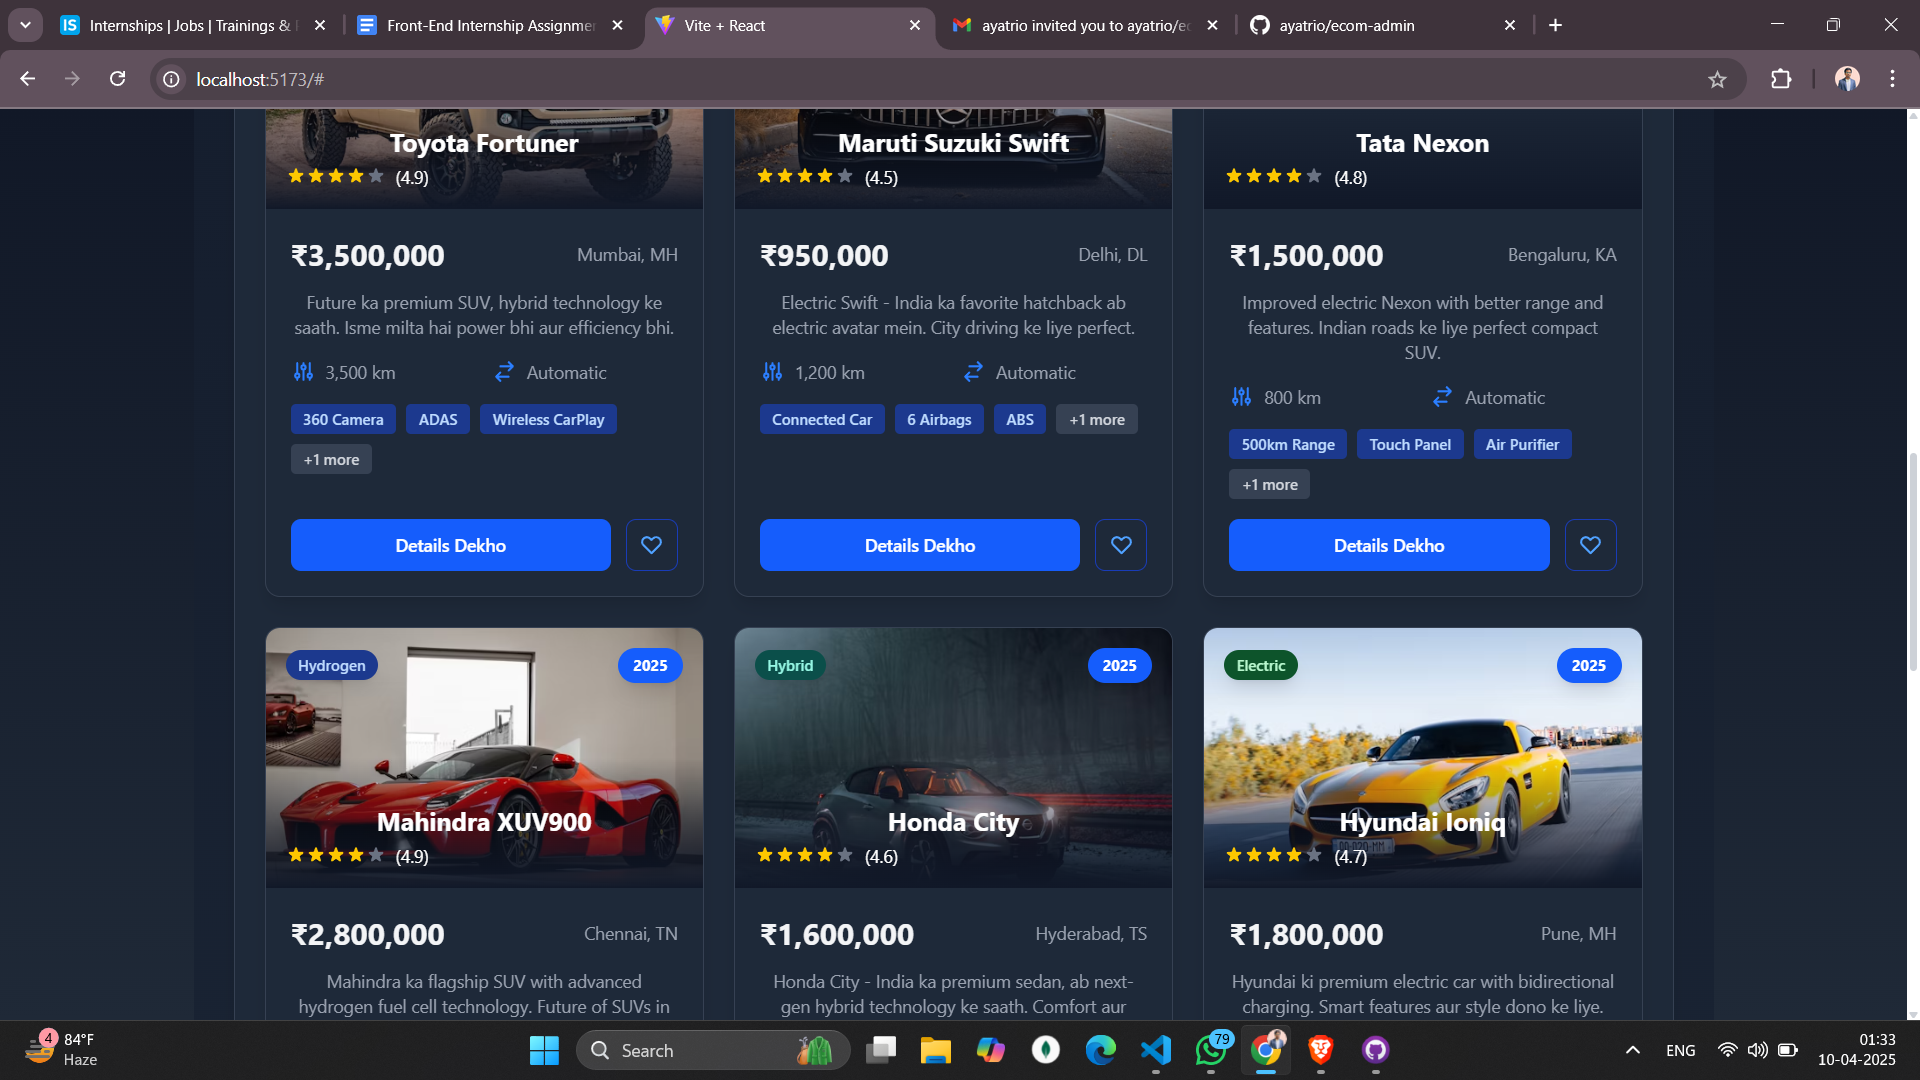 Internships | Jobs | Trainings &
Front-End Internship Assignmen
Vite + React
ayatrio invited you to ayatrio/ec
ayatrio/ecom-admin
localhost:5173/#
Toyota Fortuner
(4.9)
Maruti Suzuki Swift
(4.5)
Tata Nexon
(4.8)
₹3,500,000
Mumbai, MH
Future ka premium SUV, hybrid technology ke
saath. Isme milta hai power bhi aur efficiency bhi.
3,500 km
Automatic
360 Camera
ADAS
Wireless CarPlay
+1 more
Details Dekho
₹950,000
Delhi, DL
Electric Swift - India ka favorite hatchback ab
electric avatar mein. City driving ke liye perfect.
1,200 km
Automatic
Connected Car
6 Airbags
ABS
+1 more
Details Dekho
₹1,500,000
Bengaluru, KA
Improved electric Nexon with better range and
features. Indian roads ke liye perfect compact
SUV.
800 km
Automatic
500km Range
Touch Panel
Air Purifier
+1 more
Details Dekho
Hydrogen
2025
Mahindra XUV900
(4.9)
₹2,800,000
Chennai, TN
Mahindra ka flagship SUV with advanced
hydrogen fuel cell technology. Future of SUVs in
Hybrid
2025
Honda City
(4.6)
₹1,600,000
Hyderabad, TS
Honda City - India ka premium sedan, ab next-
gen hybrid technology ke saath. Comfort aur
Electric
2025
Hyundai Ioniq
(4.7)
₹1,800,000
Pune, MH
Hyundai ki premium electric car with bidirectional
charging. Smart features aur style dono ke liye.
4
84°F
Haze
Search
79
ENG
01:33
10-04-2025